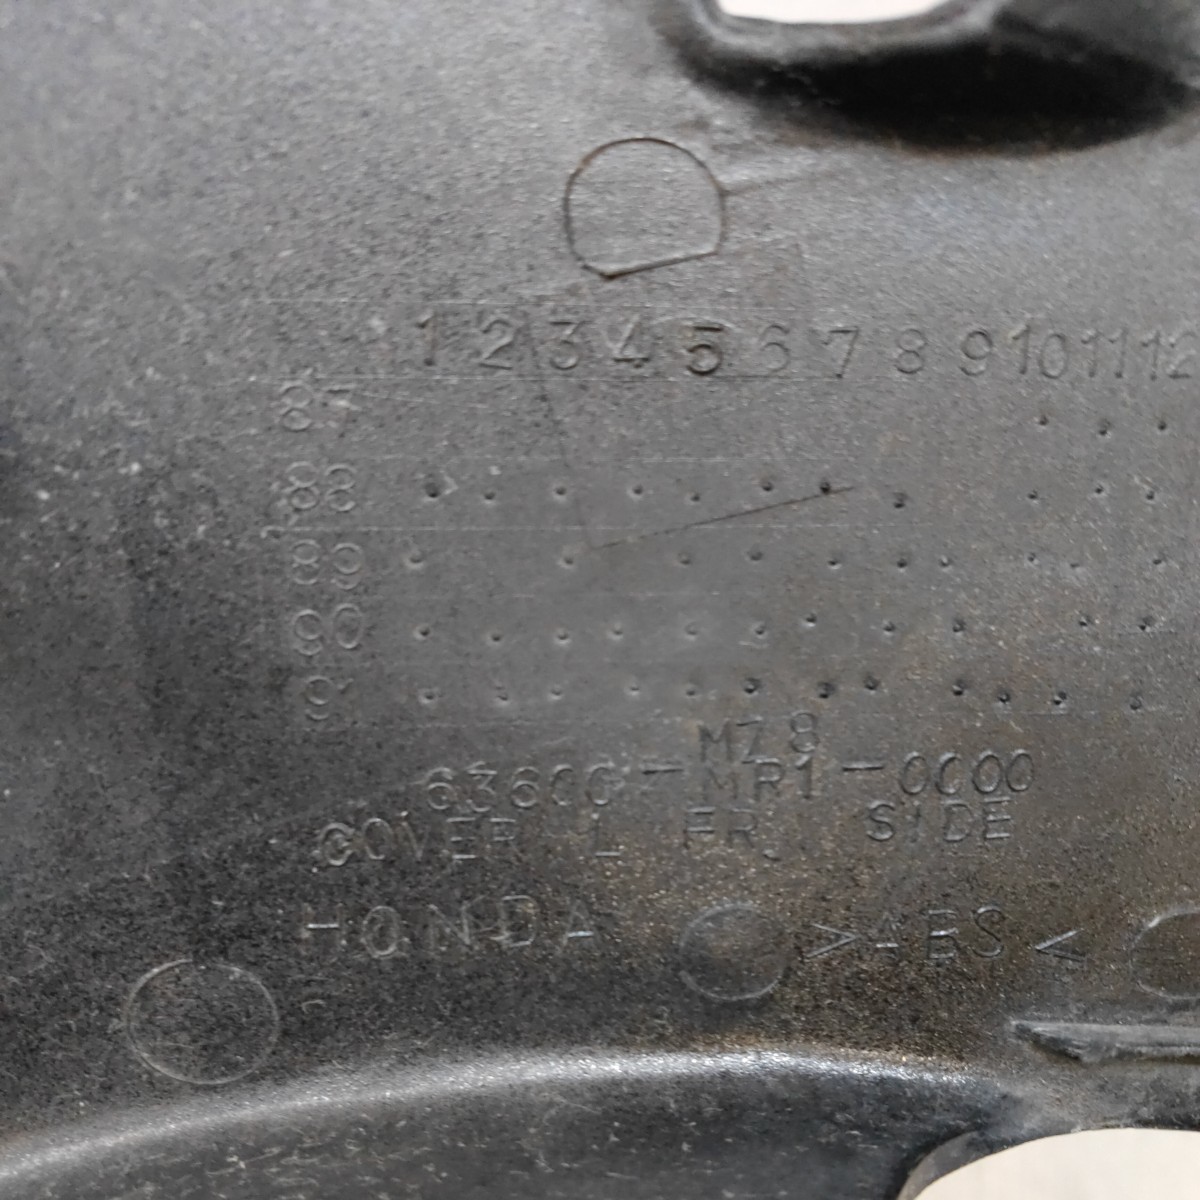 1 2 3 4 5 6 7 8 9 10 11 12
87
88
89
90
91
MZ8
63600-MR1-0000
COVER L FR SIDE
HONDA >ABS<